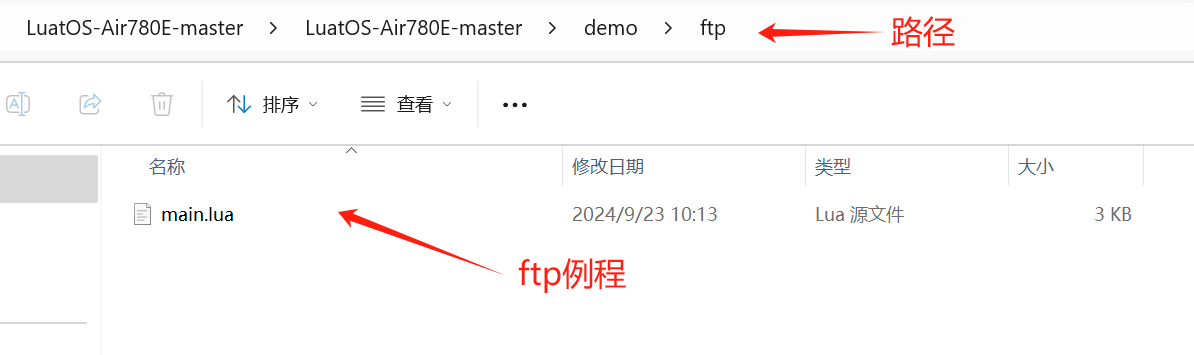 LuatOS-Air780E-master > LuatOS-Air780E-master > demo > ftp 路径
排序 查看
名称 修改日期 类型 大小
main.lua 2024/9/23 10:13 Lua 源文件 3 KB
ftp例程